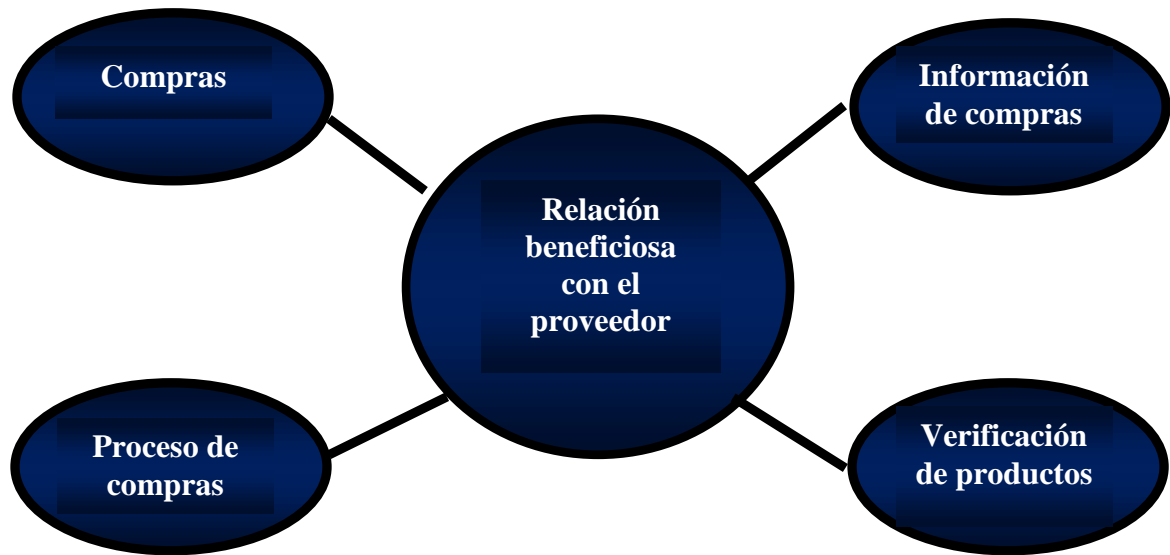 Compras
Información
de compras
Relación
beneficiosa
con el
proveedor
Proceso de
compras
Verificación
de productos